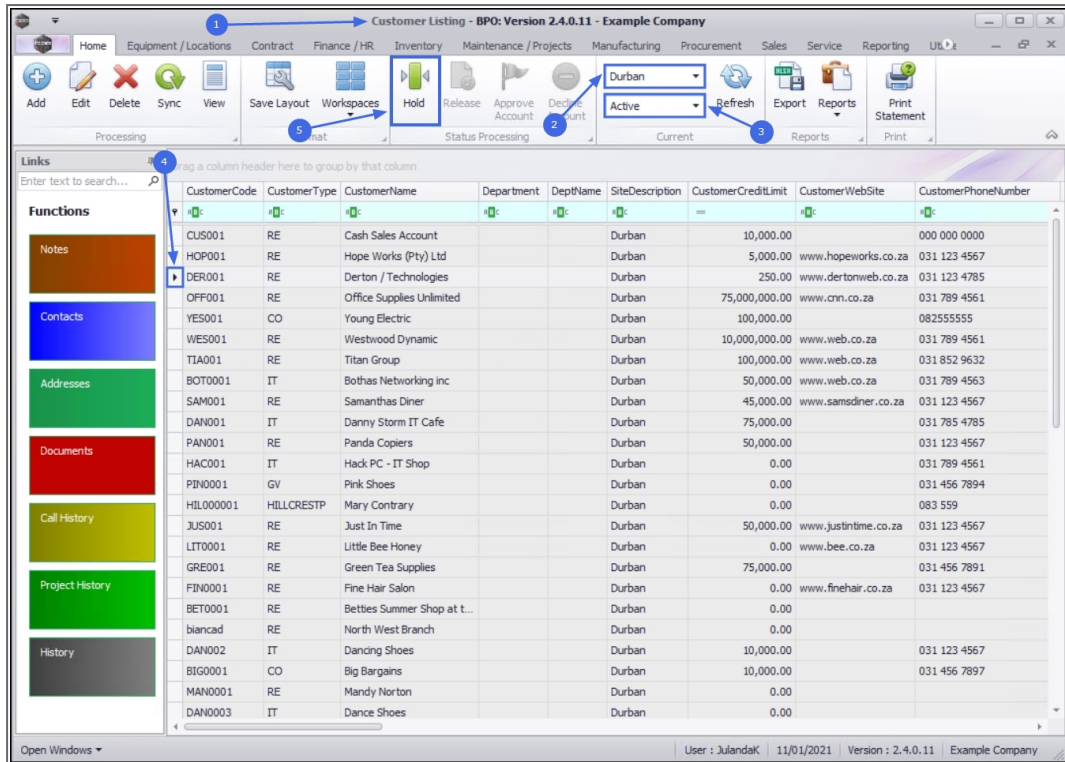 1
Customer Listing - BPO: Version 2.4.0.11 - Example Company
Home Equipment / Locations Contract Finance / HR Inventory Maintenance / Projects Manufacturing Procurement Sales Service Reporting
Add Edit Delete Sync View Save Layout Workspaces Hold Release Approve Account Decline Durban Active Refresh Export Reports Print Statement
5 2 3
Processing Status Processing Current Reports Print
4
Links
Enter text to search...
Drag a column header here to group by that column
CustomerCode CustomerType CustomerName Department DeptName SiteDescription CustomerCreditLimit CustomerWebSite CustomerPhoneNumber
Functions
Notes
Contacts
Addresses
Documents
Call History
Project History
History
CUS001 RE Cash Sales Account Durban 10,000.00 000 000 0000
HOP001 RE Hope Works (Pty) Ltd Durban 5,000.00 www.hopeworks.co.za 031 123 4567
DER001 RE Derton / Technologies Durban 250.00 www.dertonweb.co.za 031 123 4785
OFF001 RE Office Supplies Unlimited Durban 75,000,000.00 www.cnn.co.za 031 789 4561
YES001 CO Young Electric Durban 100,000.00 082555555
WES001 RE Westwood Dynamic Durban 10,000,000.00 www.web.co.za 031 789 4561
TIA001 RE Titan Group Durban 100,000.00 www.web.co.za 031 852 9632
BOT0001 IT Bothas Networking inc Durban 50,000.00 www.web.co.za 031 789 4563
SAM001 RE Samanthas Diner Durban 45,000.00 www.samsdiner.co.za 031 123 4567
DAN001 IT Danny Storm IT Cafe Durban 75,000.00 031 785 4785
PAN001 RE Panda Copiers Durban 50,000.00 031 123 4567
HAC001 IT Hack PC - IT Shop Durban 0.00 031 789 4561
PIN0001 GV Pink Shoes Durban 0.00 031 456 7894
HIL000001 HILLCRESTP Mary Contrary Durban 0.00 083 559
JUS001 RE Just In Time Durban 50,000.00 www.justintime.co.za 031 123 4567
LIT0001 RE Little Bee Honey Durban 0.00 www.bee.co.za 031 123 4567
GRE001 RE Green Tea Supplies Durban 75,000.00 031 456 7891
FIN0001 RE Fine Hair Salon Durban 0.00 www.finehair.co.za 031 123 4567
BET0001 RE Betties Summer Shop at t... Durban 0.00
biancad RE North West Branch Durban 0.00
DAN002 IT Dancing Shoes Durban 10,000.00 031 123 4567
BIG0001 CO Big Bargains Durban 10,000.00 031 456 7897
MAN0001 RE Mandy Norton Durban 0.00
DAN0003 IT Dance Shoes Durban 0.00
Open Windows User : JulandaK 11/01/2021 Version : 2.4.0.11 Example Company